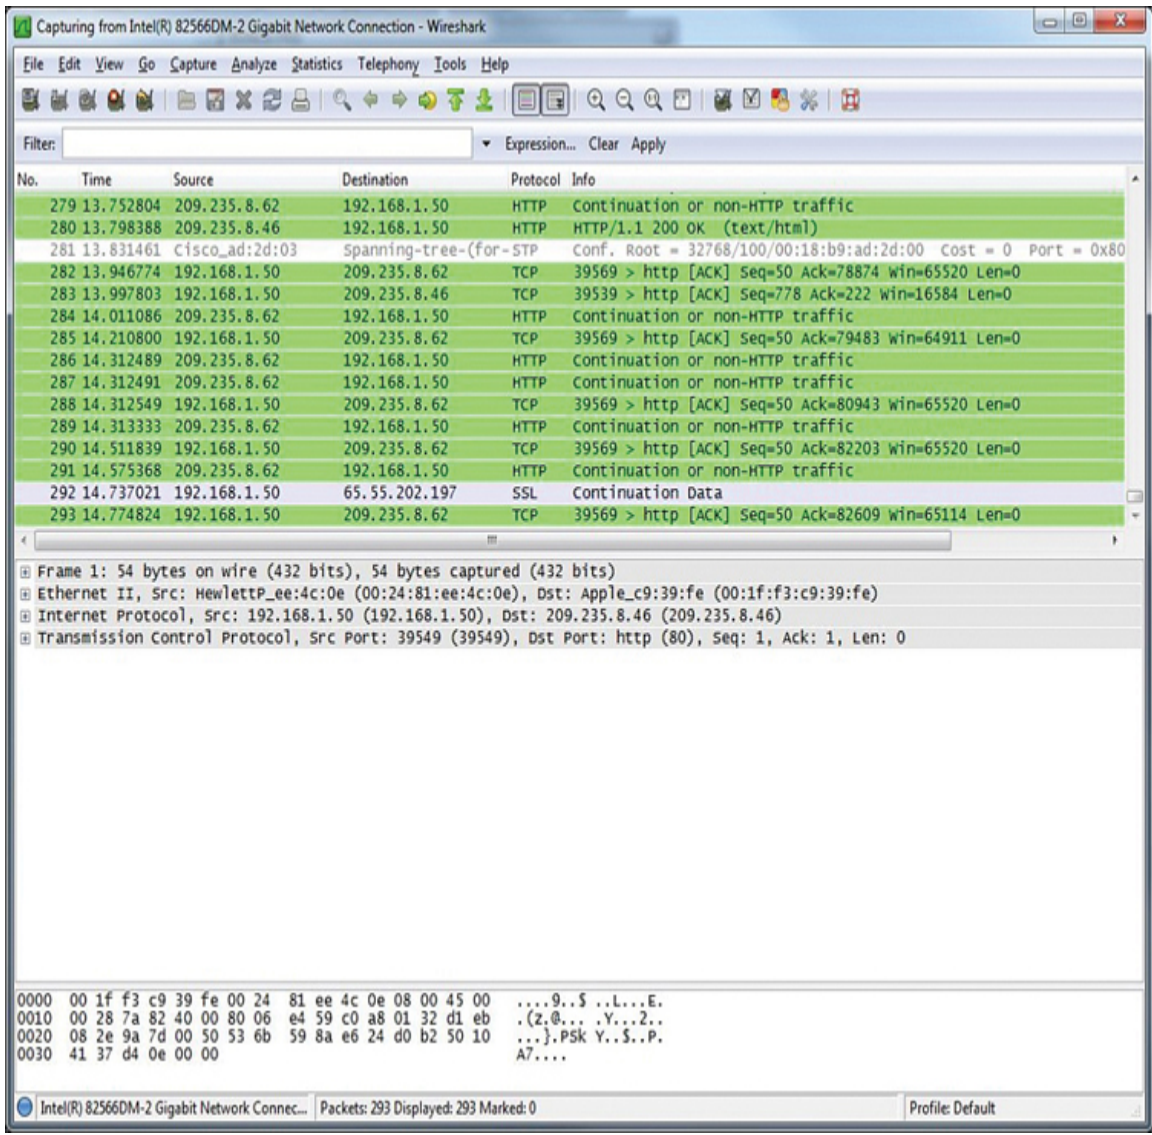 Capturing from Intel(R) 82566DM-2 Gigabit Network Connection - Wireshark
File Edit View Go Capture Analyze Statistics Telephony Tools Help
Filter: Expression... Clear Apply
No. Time Source Destination Protocol Info
279 13.752804 209.235.8.62 192.168.1.50 HTTP Continuation or non-HTTP traffic
280 13.798388 209.235.8.46 192.168.1.50 HTTP HTTP/1.1 200 OK (text/html)
281 13.831461 Cisco_ad:2d:03 Spanning-tree-(for- STP Conf. Root = 32768/100/00:18:b9:ad:2d:00 Cost = 0 Port = 0x80
282 13.946774 192.168.1.50 209.235.8.62 TCP 39569 > http [ACK] Seq=50 Ack=78874 Win=65520 Len=0
283 13.997803 192.168.1.50 209.235.8.46 TCP 39539 > http [ACK] Seq=778 Ack=222 Win=16584 Len=0
284 14.011086 209.235.8.62 192.168.1.50 HTTP Continuation or non-HTTP traffic
285 14.210800 192.168.1.50 209.235.8.62 TCP 39569 > http [ACK] Seq=50 Ack=79483 Win=64911 Len=0
286 14.312489 209.235.8.62 192.168.1.50 HTTP Continuation or non-HTTP traffic
287 14.312491 209.235.8.62 192.168.1.50 HTTP Continuation or non-HTTP traffic
288 14.312549 192.168.1.50 209.235.8.62 TCP 39569 > http [ACK] Seq=50 Ack=80943 Win=65520 Len=0
289 14.313333 209.235.8.62 192.168.1.50 HTTP Continuation or non-HTTP traffic
290 14.511839 192.168.1.50 209.235.8.62 TCP 39569 > http [ACK] Seq=50 Ack=82203 Win=65520 Len=0
291 14.575368 209.235.8.62 192.168.1.50 HTTP Continuation or non-HTTP traffic
292 14.737021 192.168.1.50 65.55.202.197 SSL Continuation Data
293 14.774824 192.168.1.50 209.235.8.62 TCP 39569 > http [ACK] Seq=50 Ack=82609 Win=65114 Len=0
Frame 1: 54 bytes on wire (432 bits), 54 bytes captured (432 bits)
Ethernet II, Src: HewlettP_ee:4c:0e (00:24:81:ee:4c:0e), Dst: Apple_c9:39:fe (00:1f:f3:c9:39:fe)
Internet Protocol, Src: 192.168.1.50 (192.168.1.50), Dst: 209.235.8.46 (209.235.8.46)
Transmission Control Protocol, Src Port: 39549 (39549), Dst Port: http (80), Seq: 1, Ack: 1, Len: 0
0000 00 1f f3 c9 39 fe 00 24 81 ee 4c 0e 08 00 45 00 ....9..$ ..L...E.
0010 00 28 7a 82 40 00 80 06 e4 59 c0 a8 01 32 d1 eb .(z.@... .Y...2..
0020 08 2e 9a 7d 00 50 53 6b 59 8a e6 24 d0 b2 50 10 ...}.PSk Y..$..P.
0030 41 37 d4 0e 00 00 A7....
Intel(R) 82566DM-2 Gigabit Network Connec... Packets: 293 Displayed: 293 Marked: 0 Profile: Default